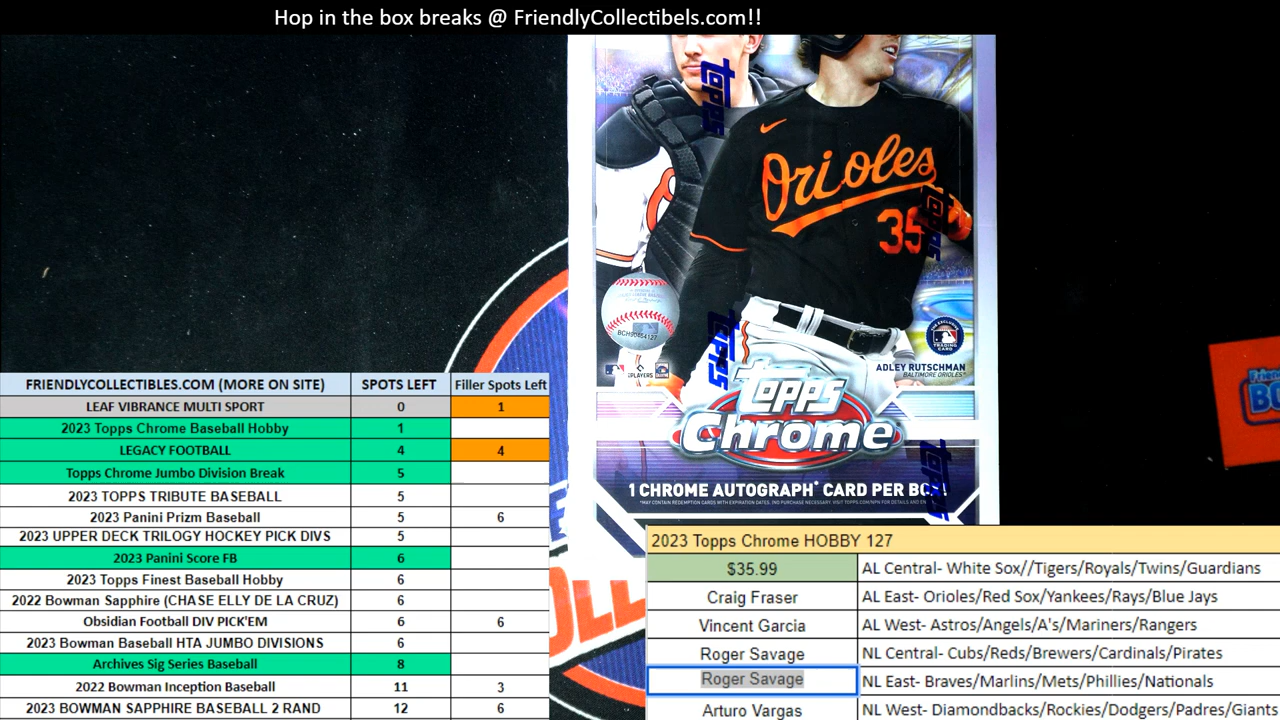 Hop in the box breaks @ FriendlyCollectibels.com!!
topps
Orioles
35
topps
BCH90454127
topps
PLAYERS
ADLEY RUTSCHMAN
BALTIMORE ORIOLES®
topps
Chrome
topps
1 CHROME AUTOGRAPH* CARD PER BOX!
FRIENDLYCOLLECTIBLES.COM (MORE ON SITE) SPOTS LEFT Filler Spots Left
LEAF VIBRANCE MULTI SPORT 0 1
2023 Topps Chrome Baseball Hobby 1
LEGACY FOOTBALL 4 4
Topps Chrome Jumbo Division Break 5
2023 TOPPS TRIBUTE BASEBALL 5
2023 Panini Prizm Baseball 5 6
2023 UPPER DECK TRILOGY HOCKEY PICK DIVS 5
2023 Panini Score FB 6
2023 Topps Finest Baseball Hobby 6
2022 Bowman Sapphire (CHASE ELLY DE LA CRUZ) 6
Obsidian Football DIV PICK'EM 6 6
2023 Bowman Baseball HTA JUMBO DIVISIONS 6
Archives Sig Series Baseball 8
2022 Bowman Inception Baseball 11 3
2023 BOWMAN SAPPHIRE BASEBALL 2 RAND 12 6
2023 Topps Chrome HOBBY 127
$35.99 AL Central- White Sox//Tigers/Royals/Twins/Guardians
Craig Fraser AL East- Orioles/Red Sox/Yankees/Rays/Blue Jays
Vincent Garcia AL West- Astros/Angels/A's/Mariners/Rangers
Roger Savage NL Central- Cubs/Reds/Brewers/Cardinals/Pirates
Roger Savage NL East- Braves/Marlins/Mets/Phillies/Nationals
Arturo Vargas NL West- Diamondbacks/Rockies/Dodgers/Padres/Giants